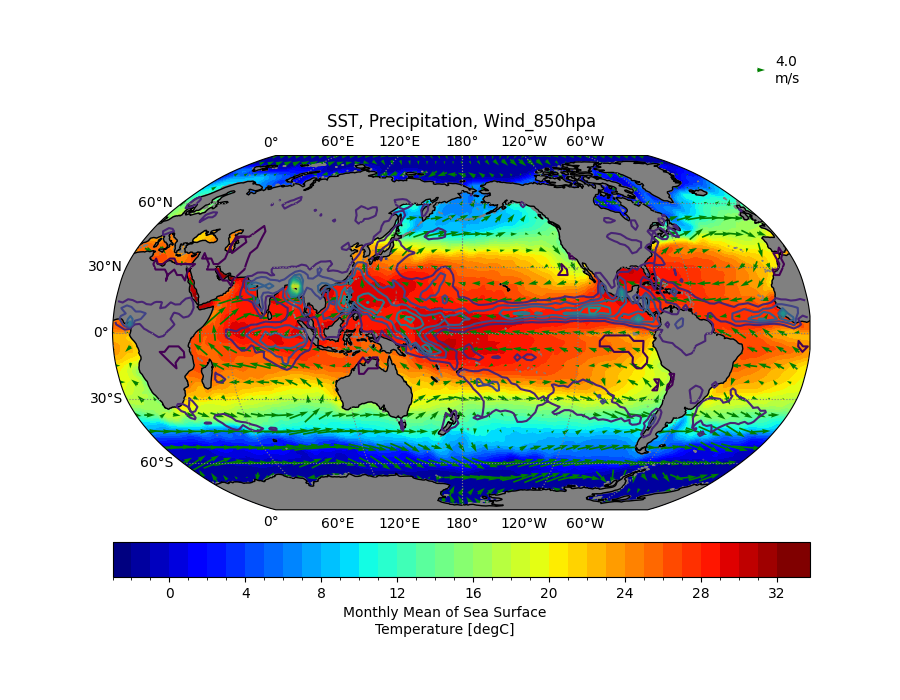 4.0
m/s
SST, Precipitation, Wind_850hpa
0° 60°E 120°E 180° 120°W 60°W
60°N
30°N
0°
30°S
60°S
0° 60°E 120°E 180° 120°W 60°W
0 4 8 12 16 20 24 28 32
Monthly Mean of Sea Surface
Temperature [degC]